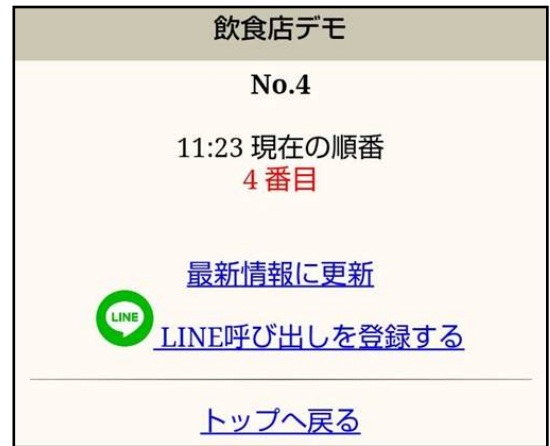 飲食店デモ
No.4
11:23 現在の順番
4 番目
最新情報に更新
LINE
LINE呼び出しを登録する
トップへ戻る